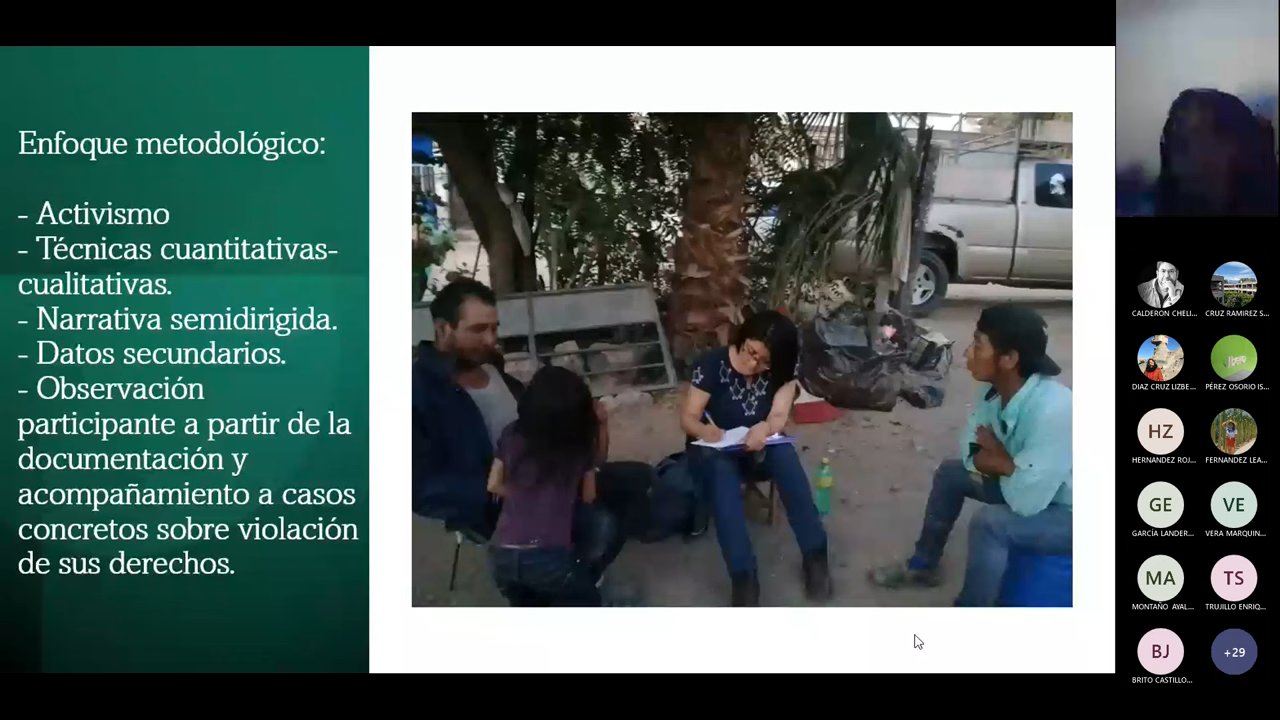 Enfoque metodológico:
- Activismo
- Técnicas cuantitativas-
cualitativas.
- Narrativa semidirigida.
- Datos secundarios.
- Observación
participante a partir de la
documentación y
acompañamiento a casos
concretos sobre violación
de sus derechos.
CALDERON CHELI...
CRUZ RAMIREZ S...
DIAZ CRUZ LIZBE...
PÉREZ OSORIO IS...
HZ
HERNANDEZ ROJ...
FERNANDEZ LEA...
GE
GARCÍA LANDER...
VE
VERA MARQUIN...
MA
MONTAÑO AYAL...
TS
TRUJILLO ENRIQ...
BJ
BRITO CASTILLO...
+29